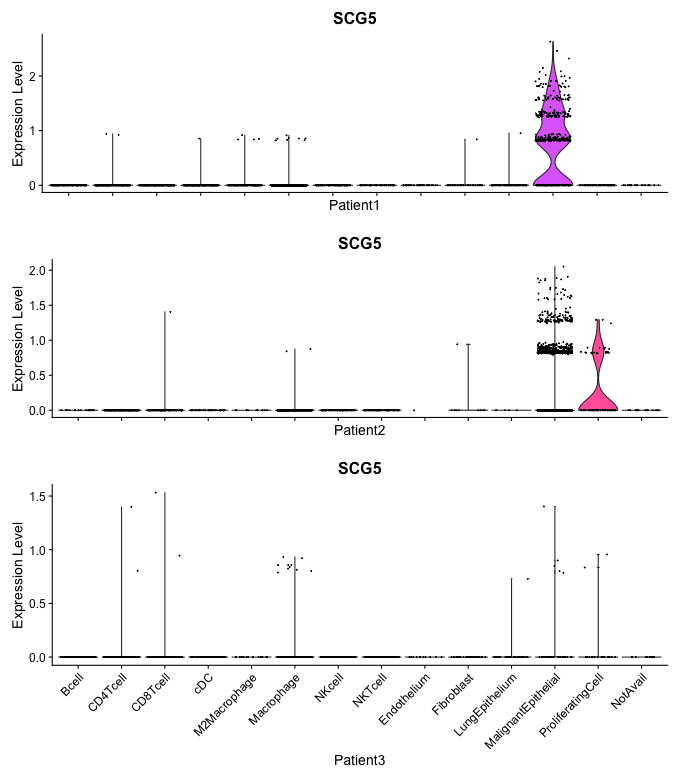 SCG5
Expression Level
2
1
0
Patient1
SCG5
Expression Level
2.0
1.5
1.0
0.5
0.0
Patient2
SCG5
Expression Level
1.5
1.0
0.5
0.0
Bcell
CD4Tcell
CD8Tcell
cDC
M2Macrophage
Macrophage
NKcell
NKTcell
Endothelium
Fibroblast
LungEpithelium
MalignantEpithelial
ProliferatingCell
NotAvail
Patient3